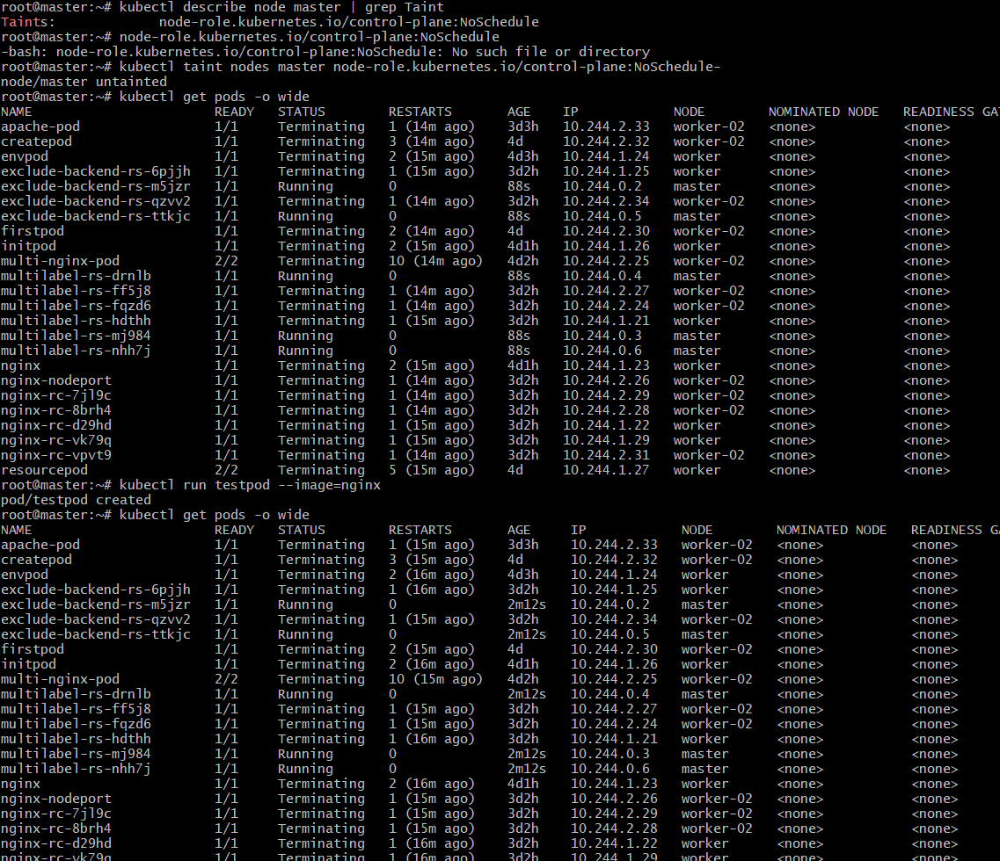 root@master:~# kubectl describe node master | grep Taint
Taints:             node-role.kubernetes.io/control-plane:NoSchedule
root@master:~# node-role.kubernetes.io/control-plane:NoSchedule
-bash: node-role.kubernetes.io/control-plane:NoSchedule: No such file or directory
root@master:~# kubectl taint nodes master node-role.kubernetes.io/control-plane:NoSchedule-
node/master untainted
root@master:~# kubectl get pods -o wide
NAME                       READY   STATUS        RESTARTS       AGE    IP            NODE        NOMINATED NODE   READINESS GAT
apache-pod                 1/1     Terminating   1 (14m ago)    3d3h   10.244.2.33   worker-02   <none>           <none>
createpod                  1/1     Terminating   3 (14m ago)    4d     10.244.2.32   worker-02   <none>           <none>
envpod                     1/1     Terminating   2 (15m ago)    4d3h   10.244.1.24   worker      <none>           <none>
exclude-backend-rs-6pjjh   1/1     Terminating   1 (15m ago)    3d2h   10.244.1.25   worker      <none>           <none>
exclude-backend-rs-m5jzr   1/1     Running       0              88s    10.244.0.2    master      <none>           <none>
exclude-backend-rs-qzvv2   1/1     Terminating   1 (14m ago)    3d2h   10.244.2.34   worker-02   <none>           <none>
exclude-backend-rs-ttkjc   1/1     Running       0              88s    10.244.0.5    master      <none>           <none>
firstpod                   1/1     Terminating   2 (14m ago)    4d     10.244.2.30   worker-02   <none>           <none>
initpod                    1/1     Terminating   2 (15m ago)    4d1h   10.244.1.26   worker      <none>           <none>
multi-nginx-pod            2/2     Terminating   10 (14m ago)   4d2h   10.244.2.25   worker-02   <none>           <none>
multilabel-rs-drnlb        1/1     Running       0              88s    10.244.0.4    master      <none>           <none>
multilabel-rs-ff5j8        1/1     Terminating   1 (14m ago)    3d2h   10.244.2.27   worker-02   <none>           <none>
multilabel-rs-fqzd6        1/1     Terminating   1 (14m ago)    3d2h   10.244.2.24   worker-02   <none>           <none>
multilabel-rs-hdthh        1/1     Terminating   1 (15m ago)    3d2h   10.244.1.21   worker      <none>           <none>
multilabel-rs-mj984        1/1     Running       0              88s    10.244.0.3    master      <none>           <none>
multilabel-rs-nhh7j        1/1     Running       0              88s    10.244.0.6    master      <none>           <none>
nginx                      1/1     Terminating   2 (15m ago)    4d1h   10.244.1.23   worker      <none>           <none>
nginx-nodeport             1/1     Terminating   1 (14m ago)    3d2h   10.244.2.26   worker-02   <none>           <none>
nginx-rc-7jl9c             1/1     Terminating   1 (14m ago)    3d2h   10.244.2.29   worker-02   <none>           <none>
nginx-rc-8brh4             1/1     Terminating   1 (14m ago)    3d2h   10.244.2.28   worker-02   <none>           <none>
nginx-rc-d29hd             1/1     Terminating   1 (15m ago)    3d2h   10.244.1.22   worker      <none>           <none>
nginx-rc-vk79q             1/1     Terminating   1 (15m ago)    3d2h   10.244.1.29   worker      <none>           <none>
nginx-rc-vpvt9             1/1     Terminating   1 (14m ago)    3d2h   10.244.2.31   worker-02   <none>           <none>
resourcepod                2/2     Terminating   5 (15m ago)    4d     10.244.1.27   worker      <none>           <none>
root@master:~# kubectl run testpod --image=nginx
pod/testpod created
root@master:~# kubectl get pods -o wide
NAME                       READY   STATUS        RESTARTS       AGE     IP            NODE        NOMINATED NODE   READINESS GA
apache-pod                 1/1     Terminating   1 (15m ago)    3d3h    10.244.2.33   worker-02   <none>           <none>
createpod                  1/1     Terminating   3 (15m ago)    4d      10.244.2.32   worker-02   <none>           <none>
envpod                     1/1     Terminating   2 (16m ago)    4d3h    10.244.1.24   worker      <none>           <none>
exclude-backend-rs-6pjjh   1/1     Terminating   1 (16m ago)    3d2h    10.244.1.25   worker      <none>           <none>
exclude-backend-rs-m5jzr   1/1     Running       0              2m12s   10.244.0.2    master      <none>           <none>
exclude-backend-rs-qzvv2   1/1     Terminating   1 (15m ago)    3d2h    10.244.2.34   worker-02   <none>           <none>
exclude-backend-rs-ttkjc   1/1     Running       0              2m12s   10.244.0.5    master      <none>           <none>
firstpod                   1/1     Terminating   2 (15m ago)    4d      10.244.2.30   worker-02   <none>           <none>
initpod                    1/1     Terminating   2 (16m ago)    4d1h    10.244.1.26   worker      <none>           <none>
multi-nginx-pod            2/2     Terminating   10 (15m ago)   4d2h    10.244.2.25   worker-02   <none>           <none>
multilabel-rs-drnlb        1/1     Running       0              2m12s   10.244.0.4    master      <none>           <none>
multilabel-rs-ff5j8        1/1     Terminating   1 (15m ago)    3d2h    10.244.2.27   worker-02   <none>           <none>
multilabel-rs-fqzd6        1/1     Terminating   1 (15m ago)    3d2h    10.244.2.24   worker-02   <none>           <none>
multilabel-rs-hdthh        1/1     Terminating   1 (16m ago)    3d2h    10.244.1.21   worker      <none>           <none>
multilabel-rs-mj984        1/1     Running       0              2m12s   10.244.0.3    master      <none>           <none>
multilabel-rs-nhh7j        1/1     Running       0              2m12s   10.244.0.6    master      <none>           <none>
nginx                      1/1     Terminating   2 (16m ago)    4d1h    10.244.1.23   worker      <none>           <none>
nginx-nodeport             1/1     Terminating   1 (15m ago)    3d2h    10.244.2.26   worker-02   <none>           <none>
nginx-rc-7jl9c             1/1     Terminating   1 (15m ago)    3d2h    10.244.2.29   worker-02   <none>           <none>
nginx-rc-8brh4             1/1     Terminating   1 (15m ago)    3d2h    10.244.2.28   worker-02   <none>           <none>
nginx-rc-d29hd             1/1     Terminating   1 (16m ago)    3d2h    10.244.1.22   worker      <none>           <none>
nginx-rc-vk79q             1/1     Terminating   1 (16m ago)    3d2h    10.244.1.29   worker      <none>           <none>